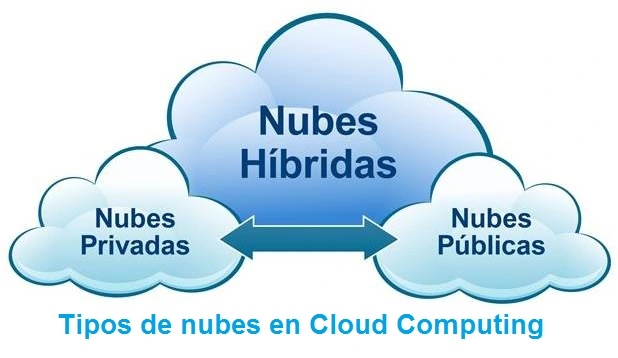 Nubes
Híbridas
Nubes
Privadas
Nubes
Públicas
Tipos de nubes en Cloud Computing